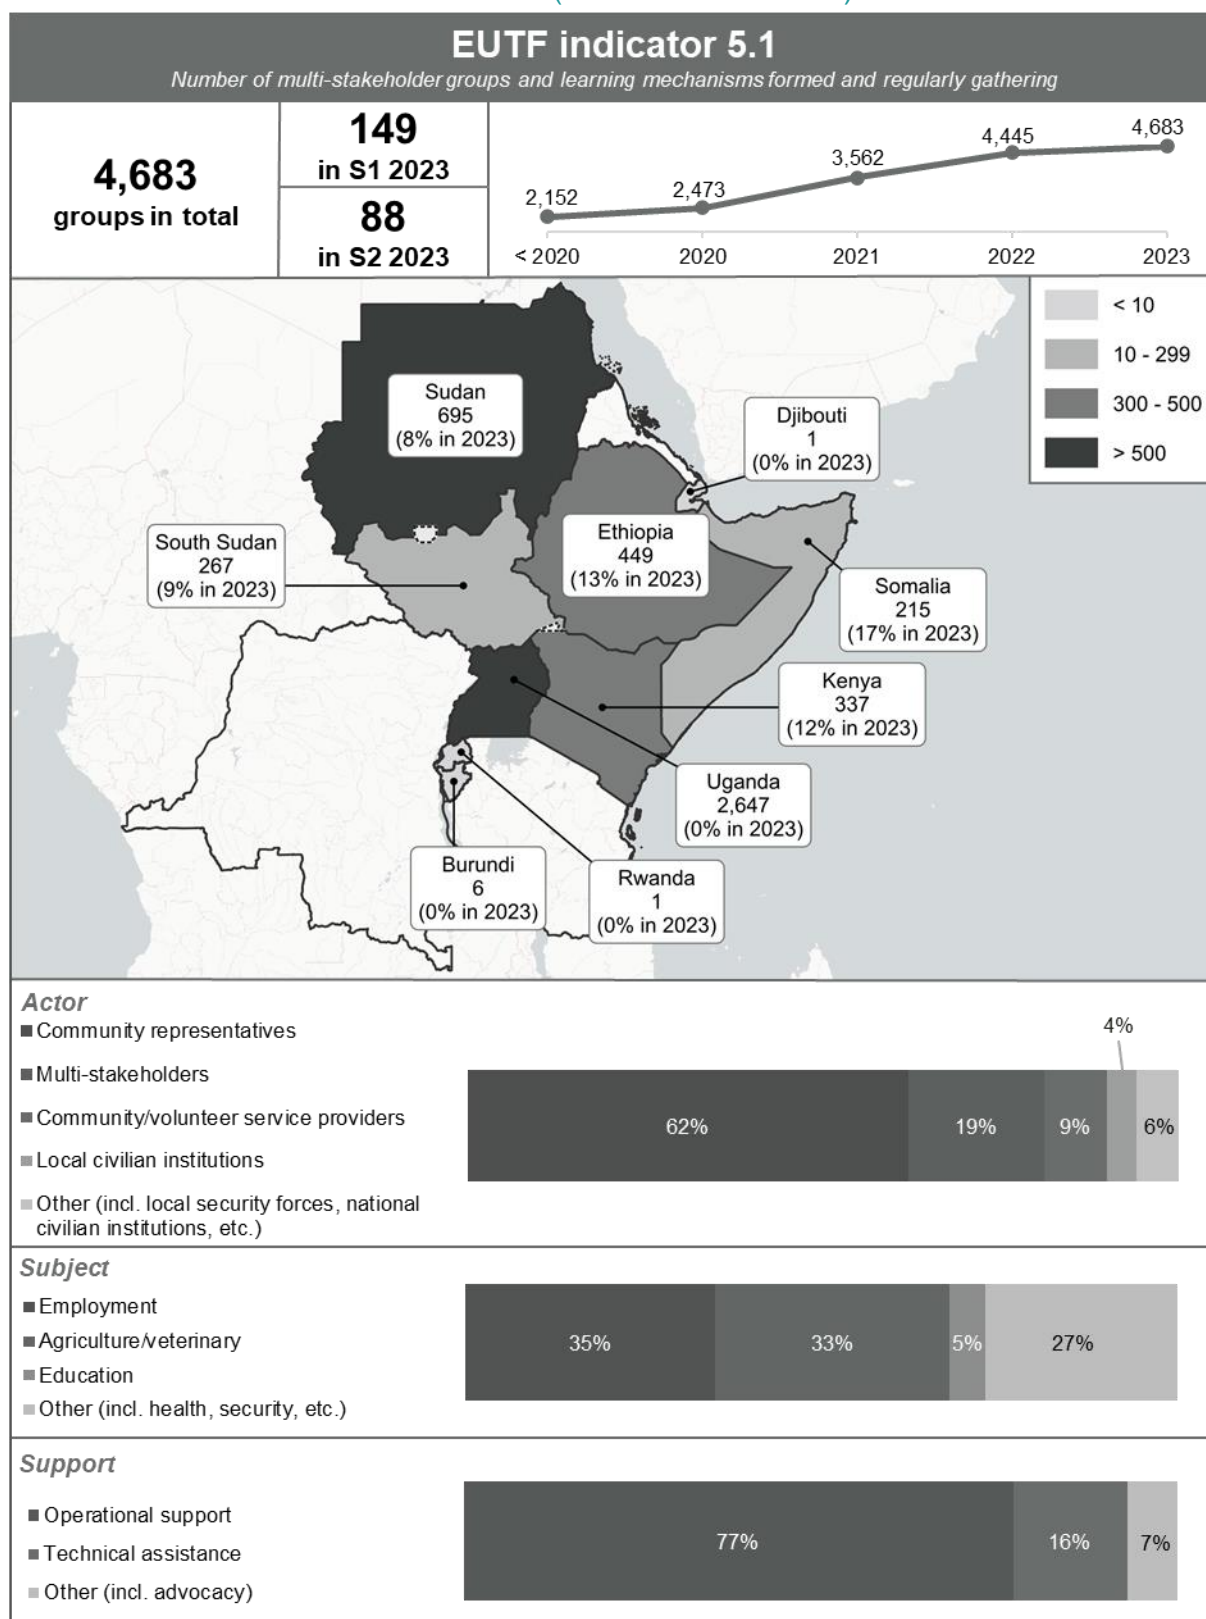 EUTF indicator 5.1
Number of multi-stakeholder groups and learning mechanisms formed and regularly gathering
4,683
groups in total
149
in S1 2023
88
in S2 2023
2,152
2,473
3,562
4,445
4,683
< 2020
2020
2021
2022
2023
< 10
10 - 299
300 - 500
> 500
Sudan
695
(8% in 2023)
Djibouti
1
(0% in 2023)
Ethiopia
449
(13% in 2023)
South Sudan
267
(9% in 2023)
Somalia
215
(17% in 2023)
Kenya
337
(12% in 2023)
Uganda
2,647
(0% in 2023)
Burundi
6
(0% in 2023)
Rwanda
1
(0% in 2023)
Actor
Community representatives
Multi-stakeholders
Community/volunteer service providers
Local civilian institutions
Other (incl. local security forces, national
civilian institutions, etc.)
62%
19%
9%
4%
6%
Subject
Employment
Agriculture/veterinary
Education
Other (incl. health, security, etc.)
35%
33%
5%
27%
Support
Operational support
Technical assistance
Other (incl. advocacy)
77%
16%
7%